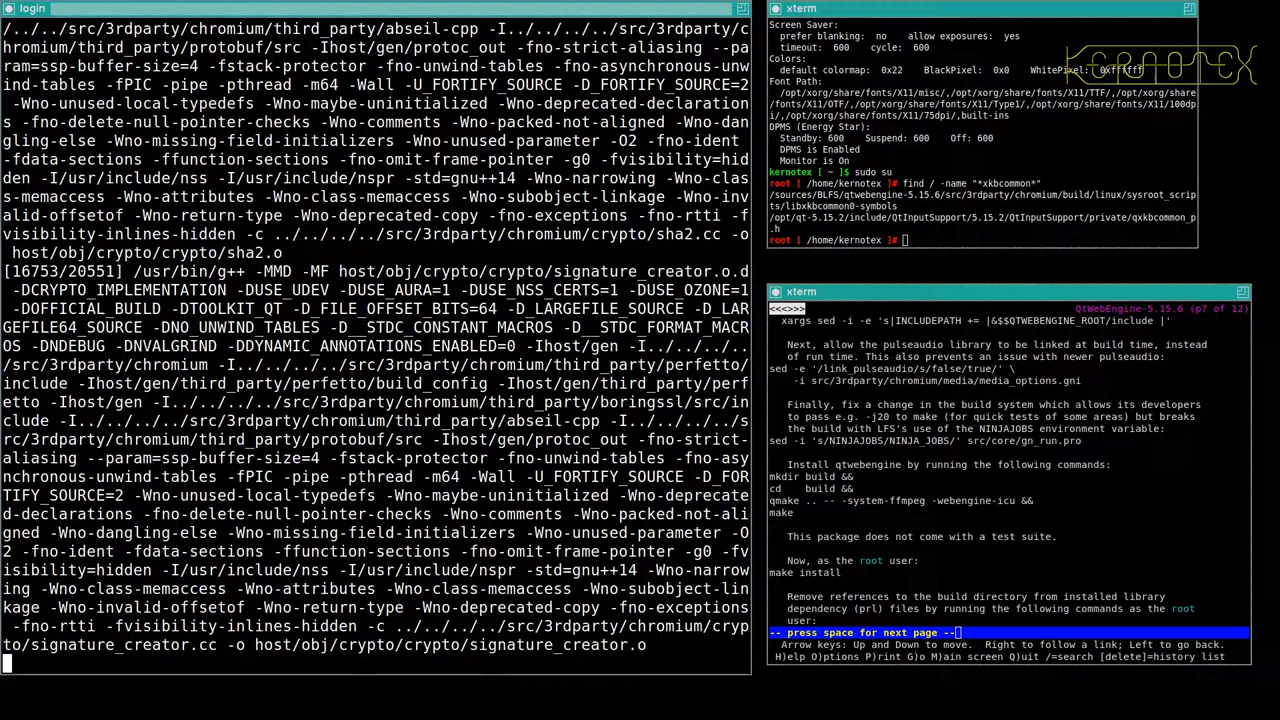 login
/../../src/3rdparty/chromium/third_party/abseil-cpp -I../../../../src/3rdparty/c
hromium/third_party/protobuf/src -Ihost/gen/protoc_out -fno-strict-aliasing --pa
ram=ssp-buffer-size=4 -fstack-protector -fno-unwind-tables -fno-asynchronous-unw
ind-tables -fPIC -pipe -pthread -m64 -Wall -U_FORTIFY_SOURCE -D_FORTIFY_SOURCE=2
 -Wno-unused-local-typedefs -Wno-maybe-uninitialized -Wno-deprecated-declaration
s -fno-delete-null-pointer-checks -Wno-comments -Wno-packed-not-aligned -Wno-dan
gling-else -Wno-missing-field-initializers -Wno-unused-parameter -O2 -fno-ident 
-fdata-sections -ffunction-sections -fno-omit-frame-pointer -g0 -fvisibility=hid
den -I/usr/include/nss -I/usr/include/nspr -std=gnu++14 -Wno-narrowing -Wno-clas
s-memaccess -Wno-attributes -Wno-class-memaccess -Wno-subobject-linkage -Wno-inv
alid-offsetof -Wno-return-type -Wno-deprecated-copy -fno-exceptions -fno-rtti -f
visibility-inlines-hidden -c ../../../../src/3rdparty/chromium/crypto/sha2.cc -o
 host/obj/crypto/crypto/sha2.o
[16753/20551] /usr/bin/g++ -MMD -MF host/obj/crypto/crypto/signature_creator.o.d
 -DCRYPTO_IMPLEMENTATION -DUSE_UDEV -DUSE_AURA=1 -DUSE_NSS_CERTS=1 -DUSE_OZONE=1
 -DOFFICIAL_BUILD -DTOOLKIT_QT -D_FILE_OFFSET_BITS=64 -D_LARGEFILE_SOURCE -D_LAR
GEFILE64_SOURCE -DNO_UNWIND_TABLES -D__STDC_CONSTANT_MACROS -D__STDC_FORMAT_MACR
OS -DNDEBUG -DNVALGRIND -DDYNAMIC_ANNOTATIONS_ENABLED=0 -Ihost/gen -I../../../..
/src/3rdparty/chromium -I../../../../src/3rdparty/chromium/third_party/perfetto/
include -Ihost/gen/third_party/perfetto/build_config -Ihost/gen/third_party/perf
etto -Ihost/gen -I../../../../src/3rdparty/chromium/third_party/boringssl/src/in
clude -I../../../../src/3rdparty/chromium/third_party/abseil-cpp -I../../../../s
rc/3rdparty/chromium/third_party/protobuf/src -Ihost/gen/protoc_out -fno-strict-
aliasing --param=ssp-buffer-size=4 -fstack-protector -fno-unwind-tables -fno-asy
nchronous-unwind-tables -fPIC -pipe -pthread -m64 -Wall -U_FORTIFY_SOURCE -D_FOR
TIFY_SOURCE=2 -Wno-unused-local-typedefs -Wno-maybe-uninitialized -Wno-deprecate
d-declarations -fno-delete-null-pointer-checks -Wno-comments -Wno-packed-not-ali
gned -Wno-dangling-else -Wno-missing-field-initializers -Wno-unused-parameter -O
2 -fno-ident -fdata-sections -ffunction-sections -fno-omit-frame-pointer -g0 -fv
isibility=hidden -I/usr/include/nss -I/usr/include/nspr -std=gnu++14 -Wno-narrow
ing -Wno-class-memaccess -Wno-attributes -Wno-class-memaccess -Wno-subobject-lin
kage -Wno-invalid-offsetof -Wno-return-type -Wno-deprecated-copy -fno-exceptions
 -fno-rtti -fvisibility-inlines-hidden -c ../../../../src/3rdparty/chromium/cryp
to/signature_creator.cc -o host/obj/crypto/crypto/signature_creator.o
xterm
Screen Saver:
  prefer blanking:  no    allow exposures:  yes
  timeout:  600    cycle:  600
Colors:
  default colormap:  0x22    BlackPixel:  0x0    WhitePixel:  0xffffff
Font Path:
  /opt/xorg/share/fonts/X11/misc/,/opt/xorg/share/fonts/X11/TTF/,/opt/xorg/share
/fonts/X11/OTF/,/opt/xorg/share/fonts/X11/Type1/,/opt/xorg/share/fonts/X11/100dp
i/,/opt/xorg/share/fonts/X11/75dpi/,built-ins
DPMS (Energy Star):
  Standby: 600    Suspend: 600    Off: 600
  DPMS is Enabled
  Monitor is On
kernotex [ ~ ]$ sudo su
root [ /home/kernotex ]# find / -name "*xkbcommon*"
/sources/BLFS/qtwebengine-5.15.6/src/3rdparty/chromium/build/linux/sysroot_scrip
ts/libxkbcommon0-symbols
/opt/qt-5.15.2/include/QtInputSupport/5.15.2/QtInputSupport/private/qxkbcommon_p
.h
root [ /home/kernotex ]#
KERNOTEX
xterm
<<<>>> QtWebEngine-5.15.6 (p7 of 12)
  xargs sed -i -e 's|INCLUDEPATH += |&$$QTWEBENGINE_ROOT/include |'
   Next, allow the pulseaudio library to be linked at build time, instead
   of run time. This also prevents an issue with newer pulseaudio:
sed -e '/link_pulseaudio/s/false/true/' \
    -i src/3rdparty/chromium/media/media_options.gni
   Finally, fix a change in the build system which allows its developers
   to pass e.g. -j20 to make (for quick tests of some areas) but breaks
   the build with LFS's use of the NINJAJOBS environment variable:
sed -i 's/NINJAJOBS/NINJA_JOBS/' src/core/gn_run.pro
   Install qtwebengine by running the following commands:
mkdir build &&
cd    build &&
qmake .. -- -system-ffmpeg -webengine-icu &&
make
   This package does not come with a test suite.
   Now, as the root user:
make install
   Remove references to the build directory from installed library
   dependency (prl) files by running the following commands as the root
   user:
-- press space for next page --
  Arrow keys: Up and Down to move.  Right to follow a link; Left to go back.
 H)elp O)ptions P)rint G)o M)ain screen Q)uit /=search [delete]=history list